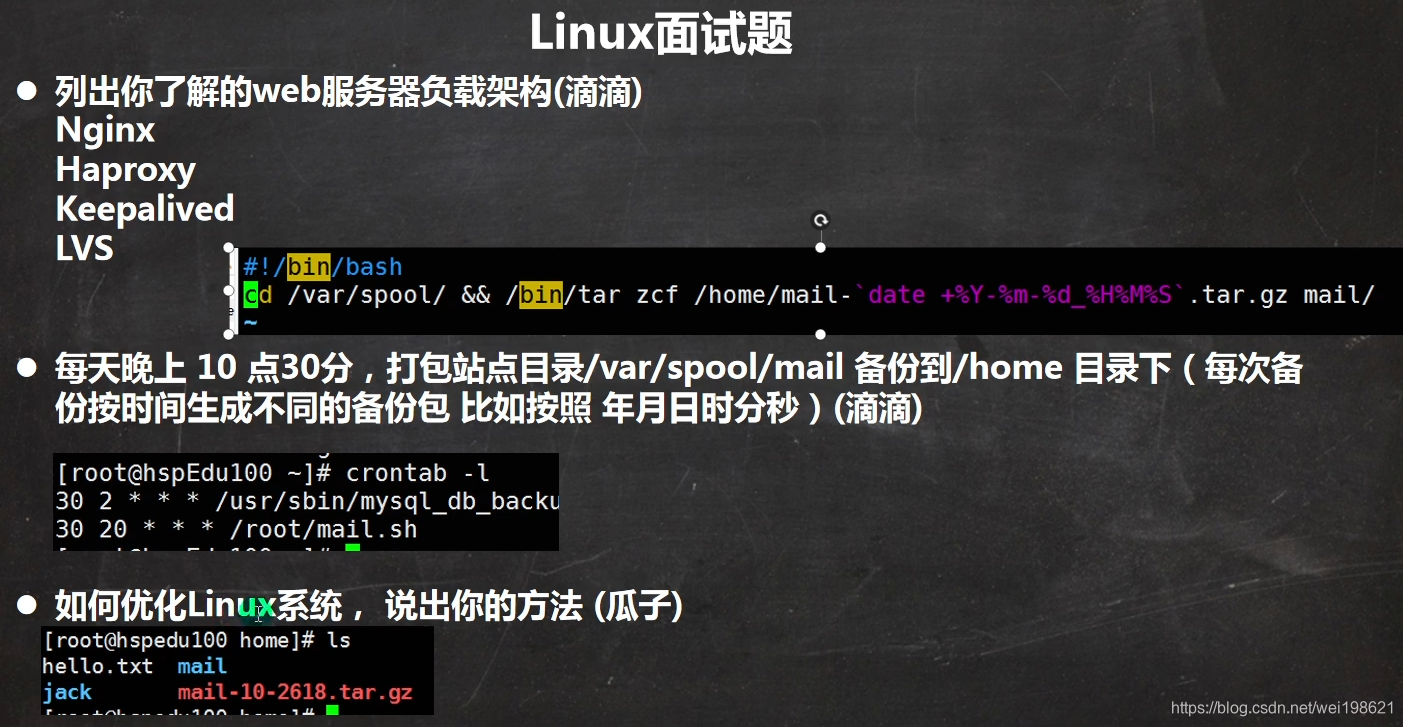 Linux面试题
列出你了解的web服务器负载架构(滴滴)
Nginx
Haproxy
Keepalived
LVS
#!/bin/bash
cd /var/spool/ && /bin/tar zcf /home/mail-`date +%Y-%m-%d_%H%M%S`.tar.gz mail/
~
每天晚上 10 点30分，打包站点目录/var/spool/mail 备份到/home 目录下（每次备
份按时间生成不同的备份包 比如按照 年月日时分秒）(滴滴)
[root@hspEdu100 ~]# crontab -l
30 2 * * * /usr/sbin/mysql_db_backu
30 20 * * * /root/mail.sh
如何优化Linux系统， 说出你的方法 (瓜子)
[root@hspedu100 home]# ls
hello.txt mail
jack mail-10-2618.tar.gz
https://blog.csdn.net/wei198621